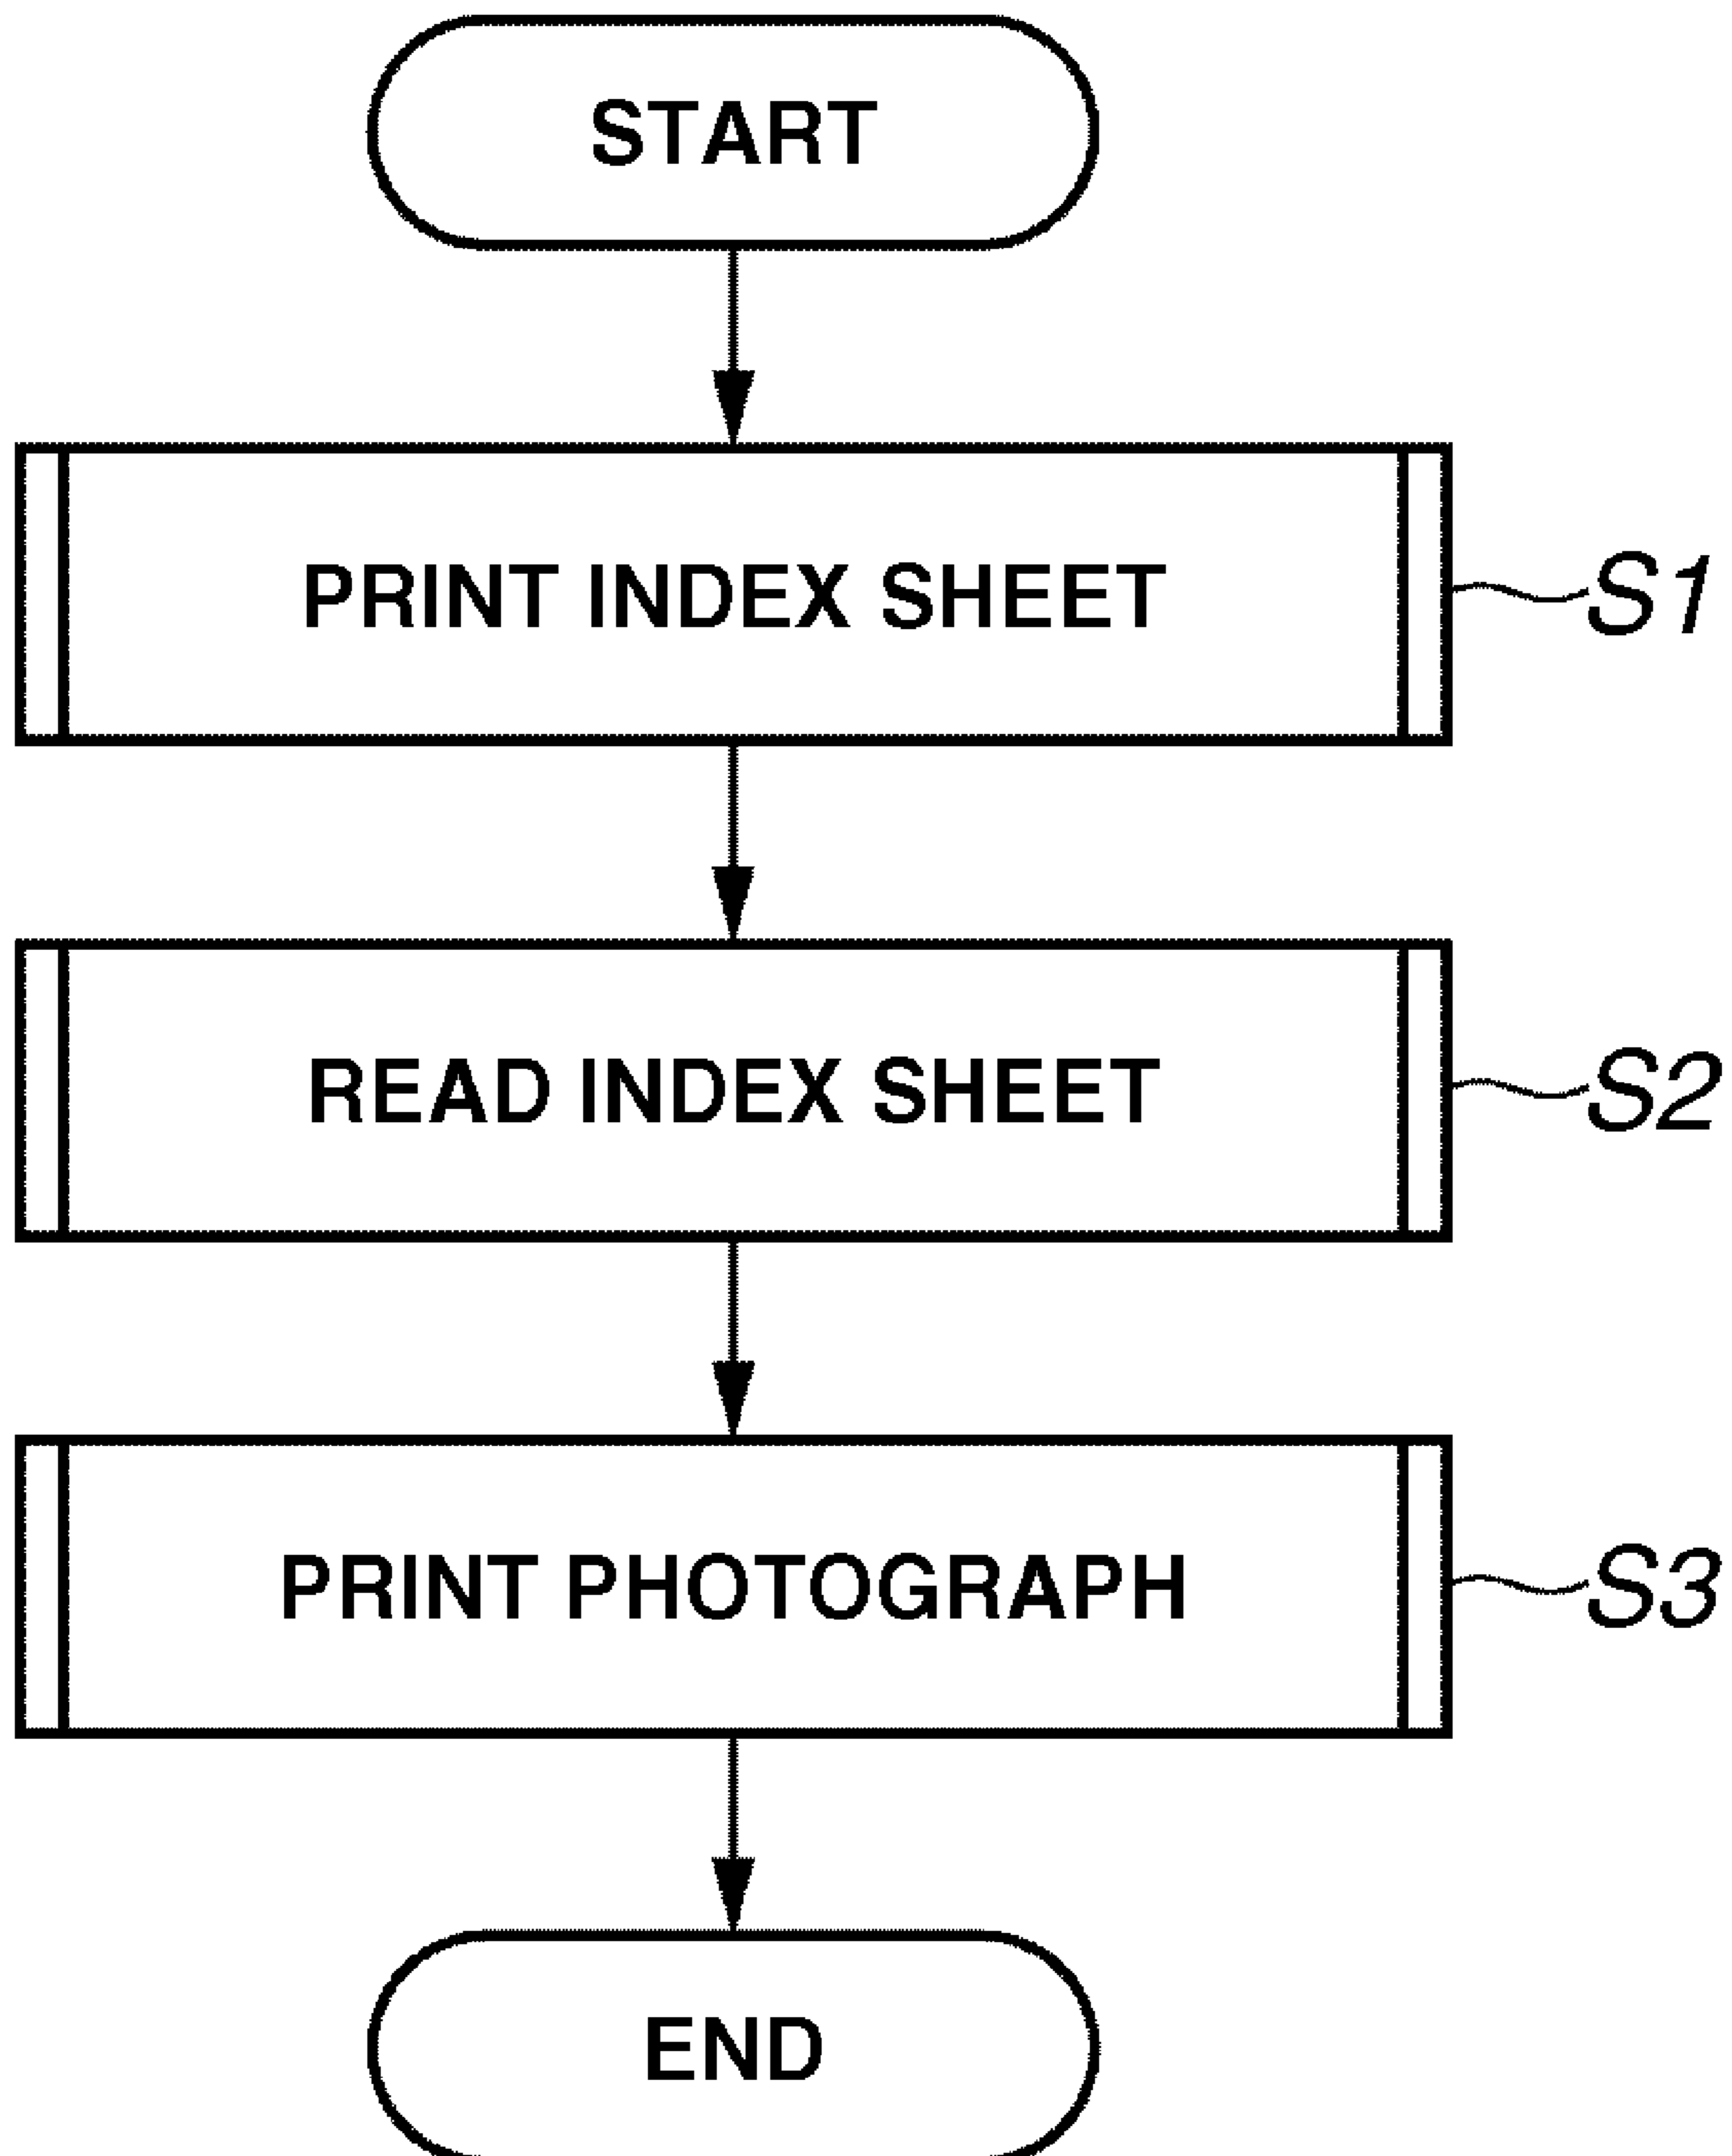 START
PRINT INDEX SHEET
S1
READ INDEX SHEET
S2
PRINT PHOTOGRAPH
S3
END